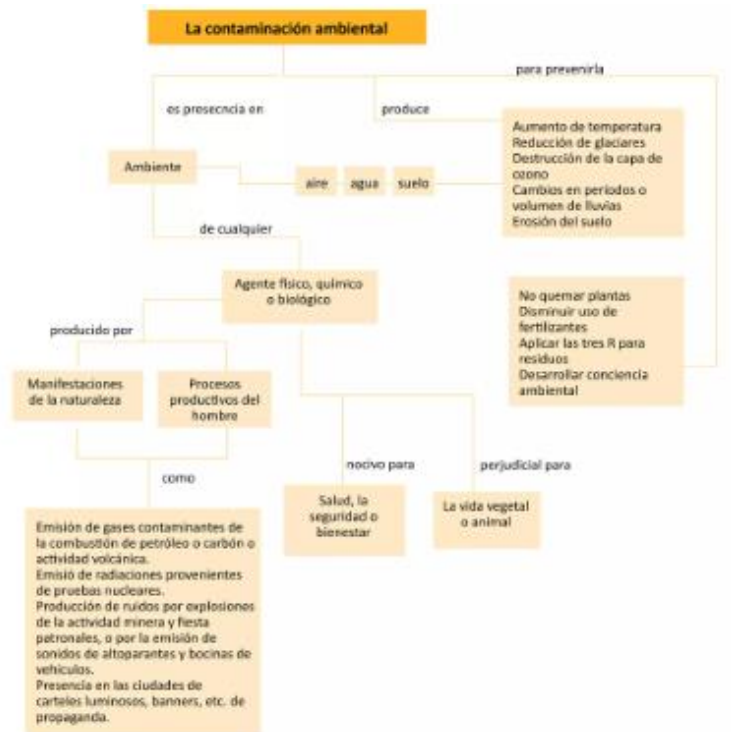 La contaminación ambiental
para prevenirla
es presecncia en
produce
Ambiente
aire
agua
suelo
Aumento de temperatura
Reducción de glaciares
Destrucción de la capa de
ozono
Cambios en períodos o
volumen de lluvias
Erosión del suelo
de cualquier
Agente físico, químico
o biológico
No quemar plantas
Disminuir uso de
fertilizantes
Aplicar las tres R para
residuos
Desarrollar conciencia
ambiental
producido por
Manifestaciones
de la naturaleza
Procesos
productivos del
hombre
como
nocivo para
perjudicial para
Salud, la
seguridad o
bienestar
La vida vegetal
o animal
Emisión de gases contaminantes de
la combustión de petróleo o carbón o
actividad volcánica.
Emisió de radiaciones provenientes
de pruebas nucleares.
Producción de ruidos por explosiones
de la actividad minera y fiesta
patronales, o por la emisión de
sonidos de altoparantes y bocinas de
vehículos.
Presencia en las ciudades de
carteles luminosos, banners, etc. de
propaganda.